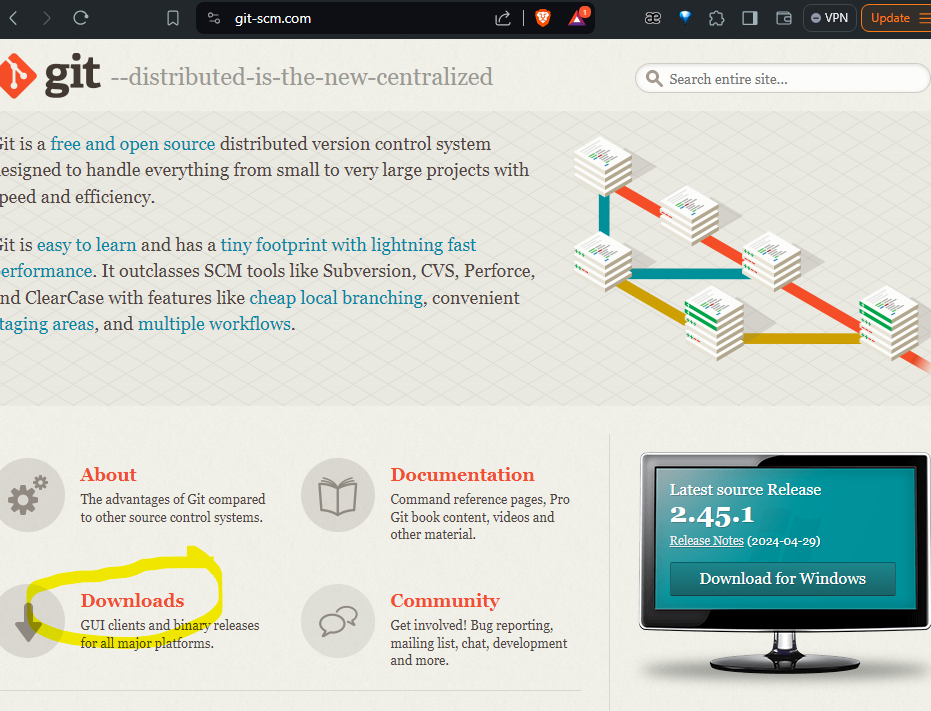 git-scm.com
1
VPN
Update
git --distributed-is-the-new-centralized
Search entire site...
Git is a free and open source distributed version control system
designed to handle everything from small to very large projects with
speed and efficiency.
Git is easy to learn and has a tiny footprint with lightning fast
performance. It outclasses SCM tools like Subversion, CVS, Perforce,
and ClearCase with features like cheap local branching, convenient
staging areas, and multiple workflows.
About
The advantages of Git compared
to other source control systems.
Documentation
Command reference pages, Pro
Git book content, videos and
other material.
Downloads
GUI clients and binary releases
for all major platforms.
Community
Get involved! Bug reporting,
mailing list, chat, development
and more.
Latest source Release
2.45.1
Release Notes (2024-04-29)
Download for Windows